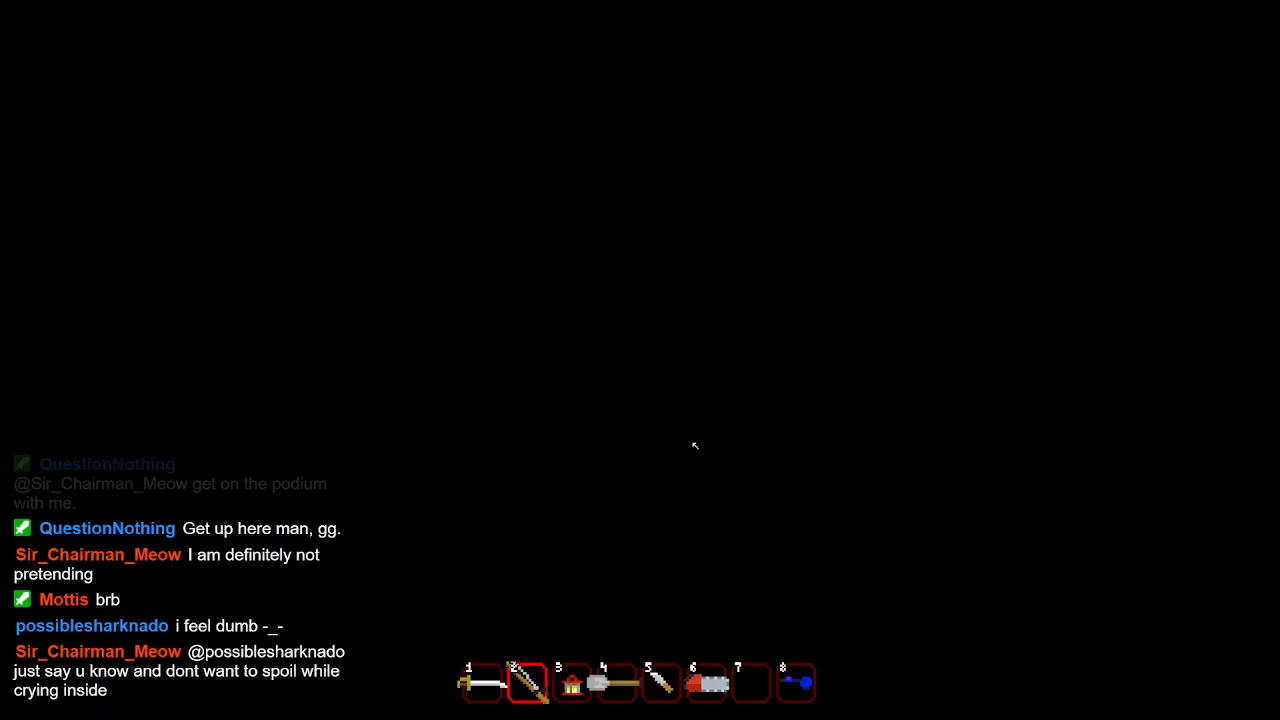 QuestionNothing
@Sir_Chairman_Meow get on the podium
with me.
QuestionNothing Get up here man, gg.
Sir_Chairman_Meow I am definitely not
pretending
Mottis brb
possiblesharknado i feel dumb -_-
Sir_Chairman_Meow @possiblesharknado
just say u know and dont want to spoil while
crying inside
1 2 3 4 5 6 7 8